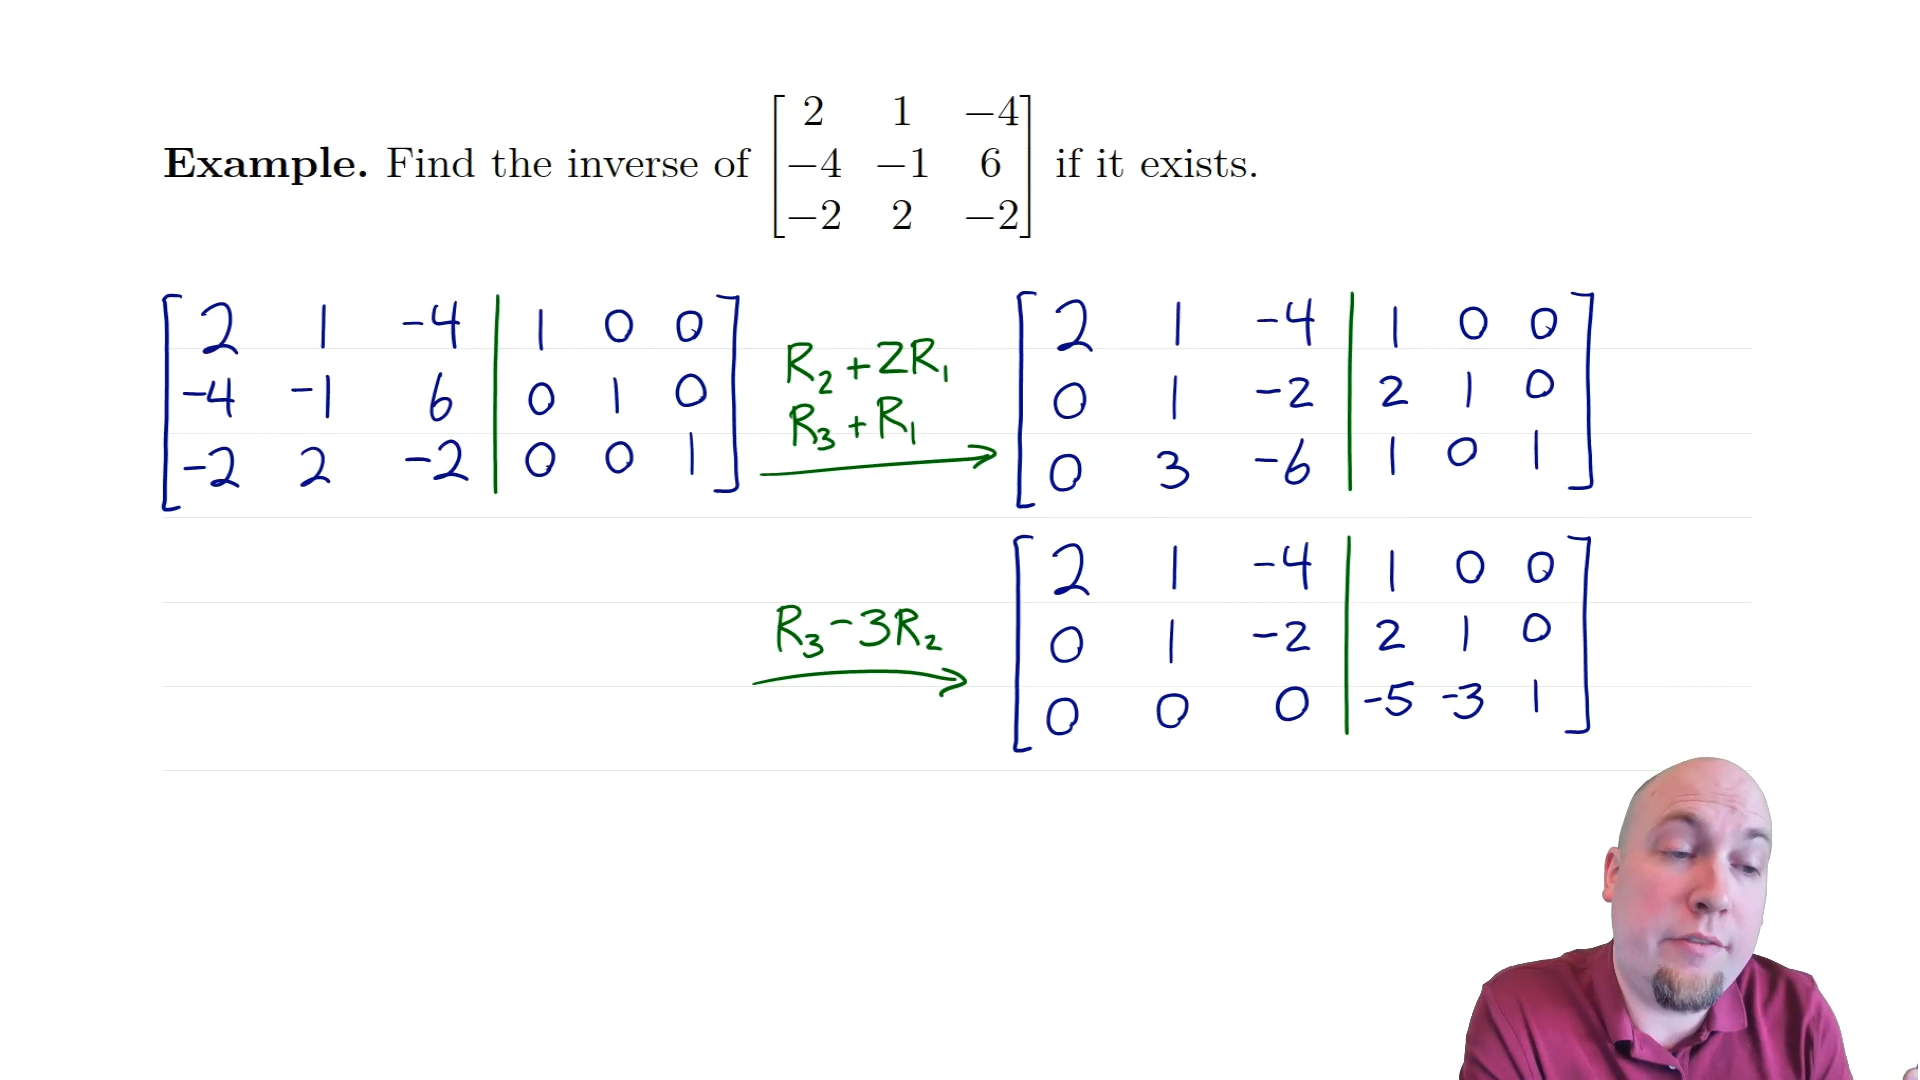 Example. Find the inverse of [2 1 −4; −4 −1 6; −2 2 −2] if it exists.
2 1 -4 | 1 0 0
-4 -1 6 | 0 1 0
-2 2 -2 | 0 0 1
R₂ + 2R₁
R₃ + R₁
2 1 -4 | 1 0 0
0 1 -2 | 2 1 0
0 3 -6 | 1 0 1
R₃ - 3R₂
2 1 -4 | 1 0 0
0 1 -2 | 2 1 0
0 0 0 | -5 -3 1